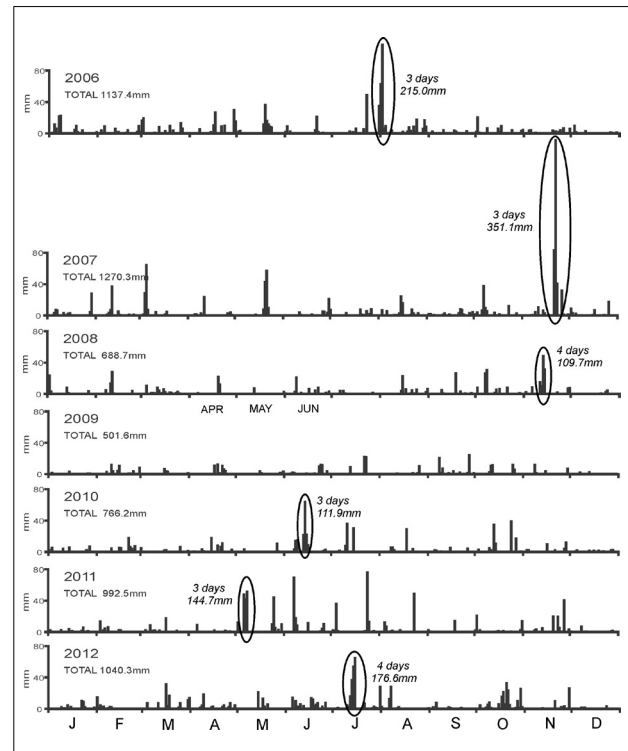 80
40
0
mm
2006
TOTAL 1137.4mm
3 days
215.0mm
80
40
0
mm
2007
TOTAL 1270.3mm
3 days
351.1mm
80
40
0
mm
2008
TOTAL 688.7mm
4 days
109.7mm
APR MAY JUN
80
40
0
mm
2009
TOTAL 501.6mm
80
40
0
mm
2010
TOTAL 766.2mm
3 days
111.9mm
80
40
0
mm
2011
TOTAL 992.5mm
3 days
144.7mm
80
40
0
mm
2012
TOTAL 1040.3mm
4 days
176.6mm
J F M A M J J A S O N D